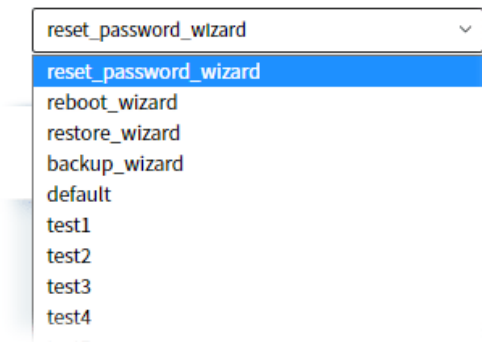 reset_password_wizard
reset_password_wizard
reboot_wizard
restore_wizard
backup_wizard
default
test1
test2
test3
test4